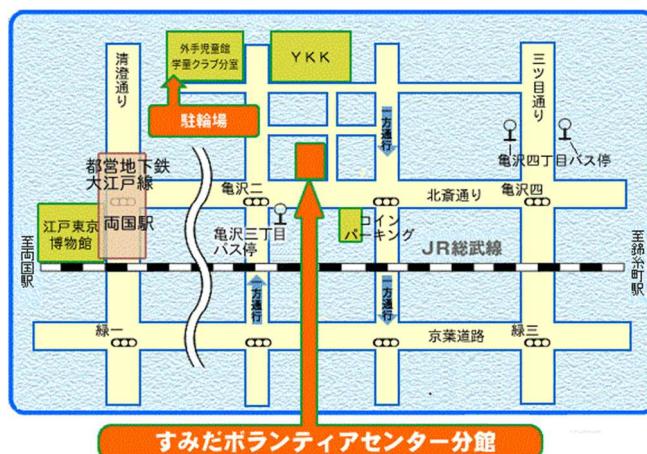 外手児童館
学童クラブ分室
YKK
清澄通り
三ツ目通り
駐輪場
一方通行
亀沢四丁目バス停
都営地下鉄
大江戸線
両国駅
亀沢二
北斎通り
亀沢四
江戸東京
博物館
亀沢三丁目
バス停
コイン
パーキング
JR総武線
至両国駅
至錦糸町駅
一方通行
一方通行
緑一
京葉道路
緑三
すみだボランティアセンター分館